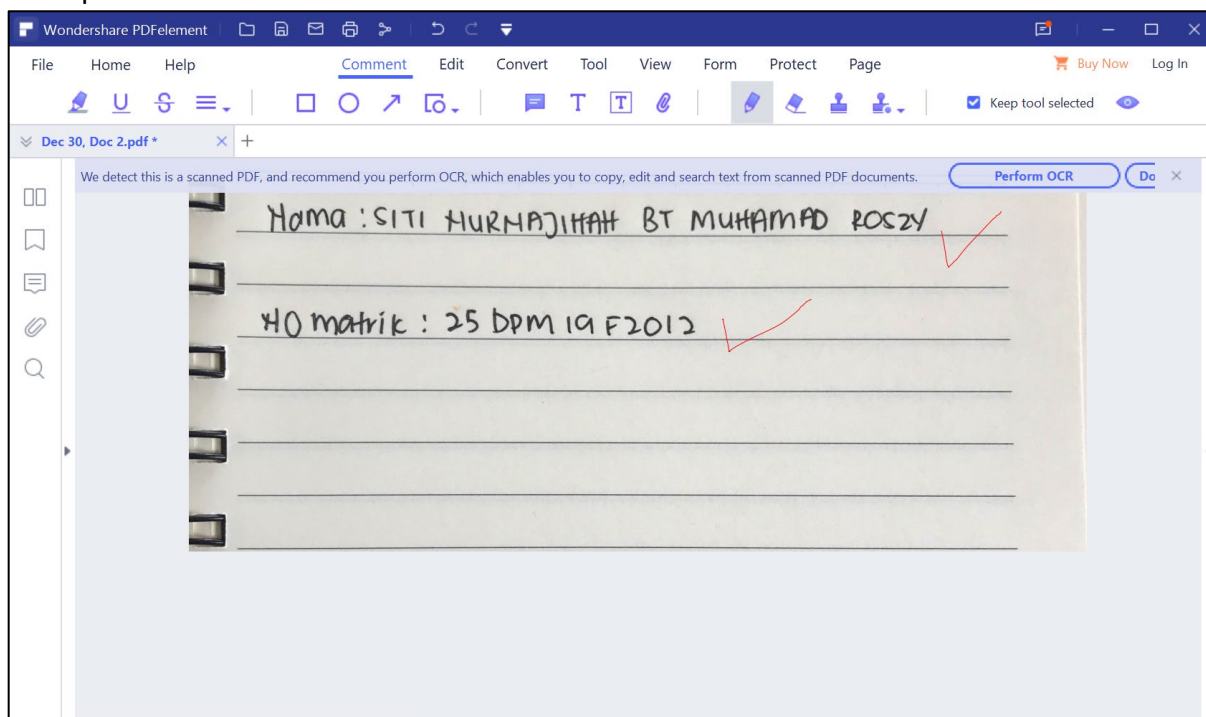 Wondershare PDFelement
File Home Help Comment Edit Convert Tool View Form Protect Page Buy Now Log In
U S T T Keep tool selected
Dec 30, Doc 2.pdf * × +
We detect this is a scanned PDF, and recommend you perform OCR, which enables you to copy, edit and search text from scanned PDF documents. Perform OCR Do ×
Nama : SITI NURNAJIHAH BT MUHAMAD ROSZY
NO matrik : 25 DPM 19 F2012